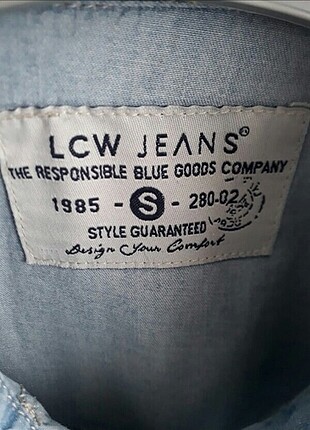 LCW JEANS®
THE RESPONSIBLE BLUE GOODS COMPANY
1985 - S - 280-02
STYLE GUARANTEED
Design Your Comfort